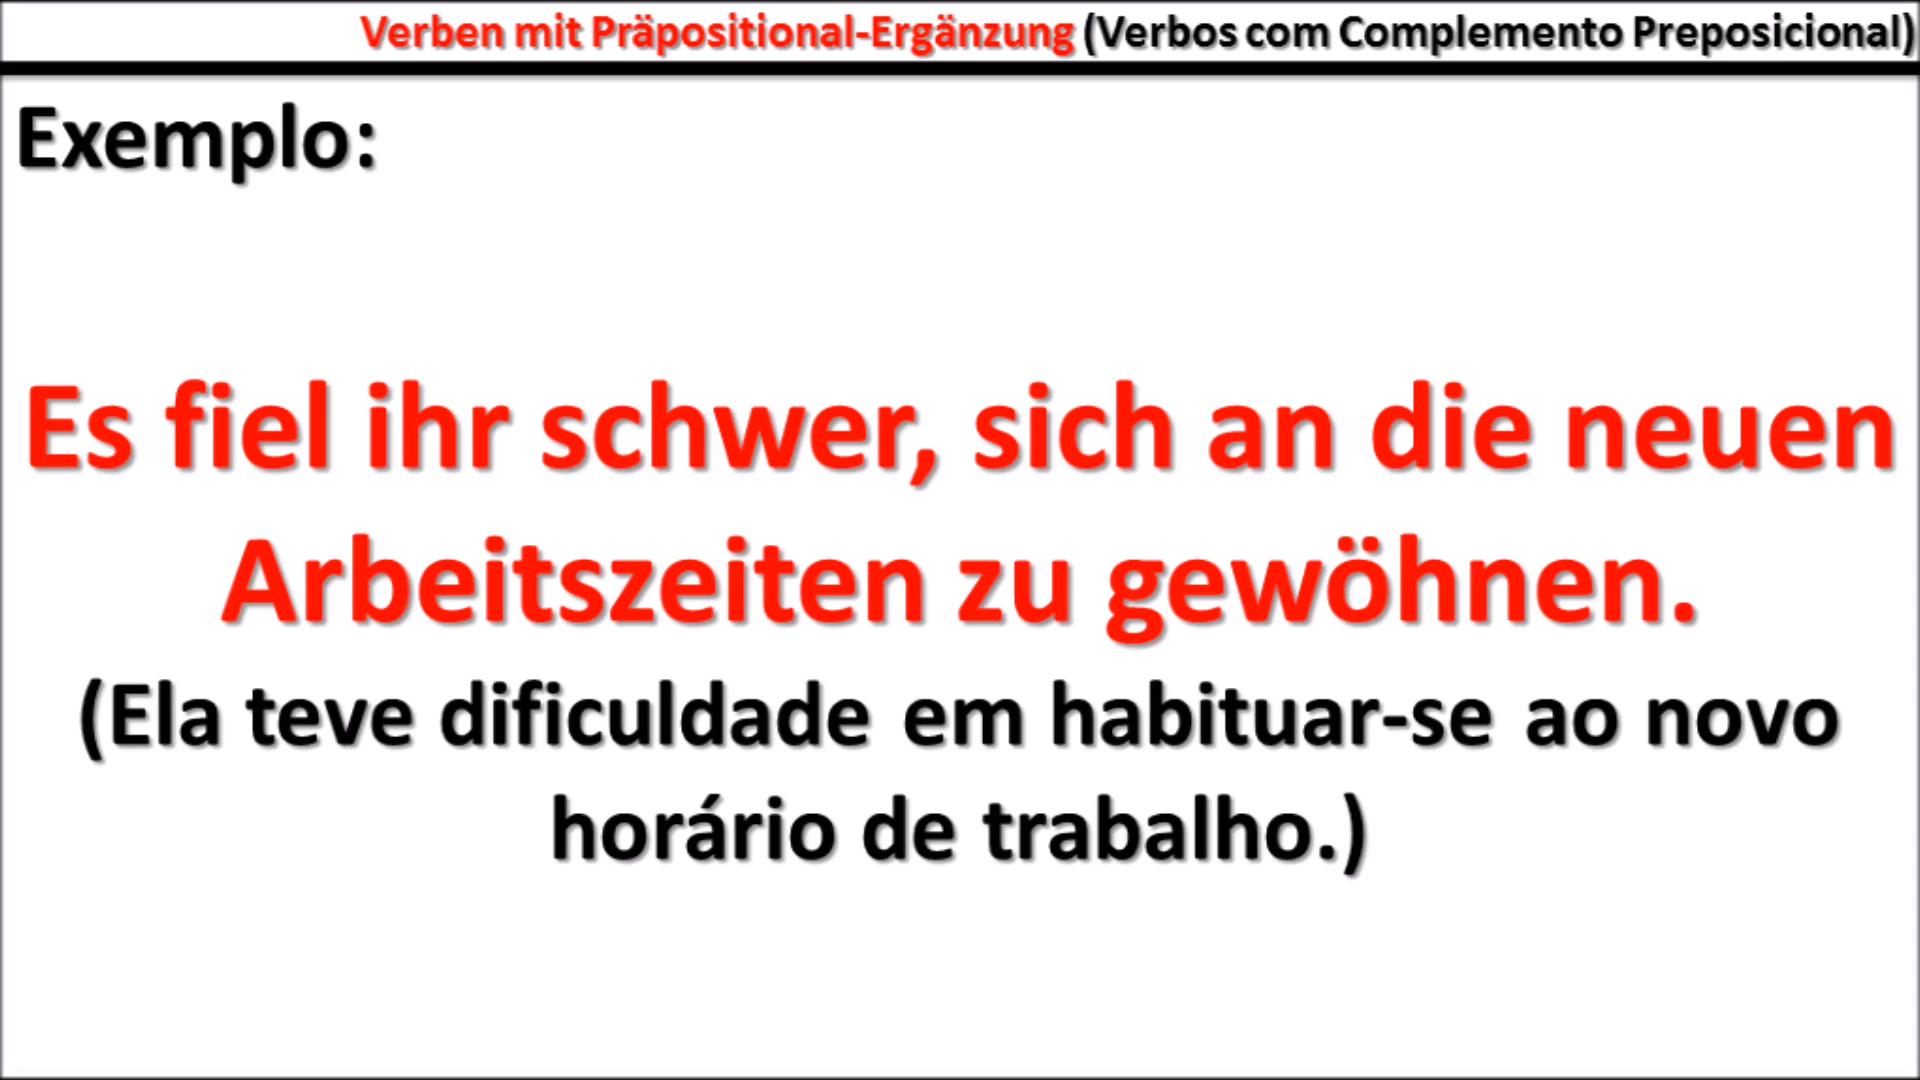 Verben mit Präpositional-Ergänzung (Verbos com Complemento Preposicional)
Exemplo:
Es fiel ihr schwer, sich an die neuen
Arbeitszeiten zu gewöhnen.
(Ela teve dificuldade em habituar-se ao novo
horário de trabalho.)